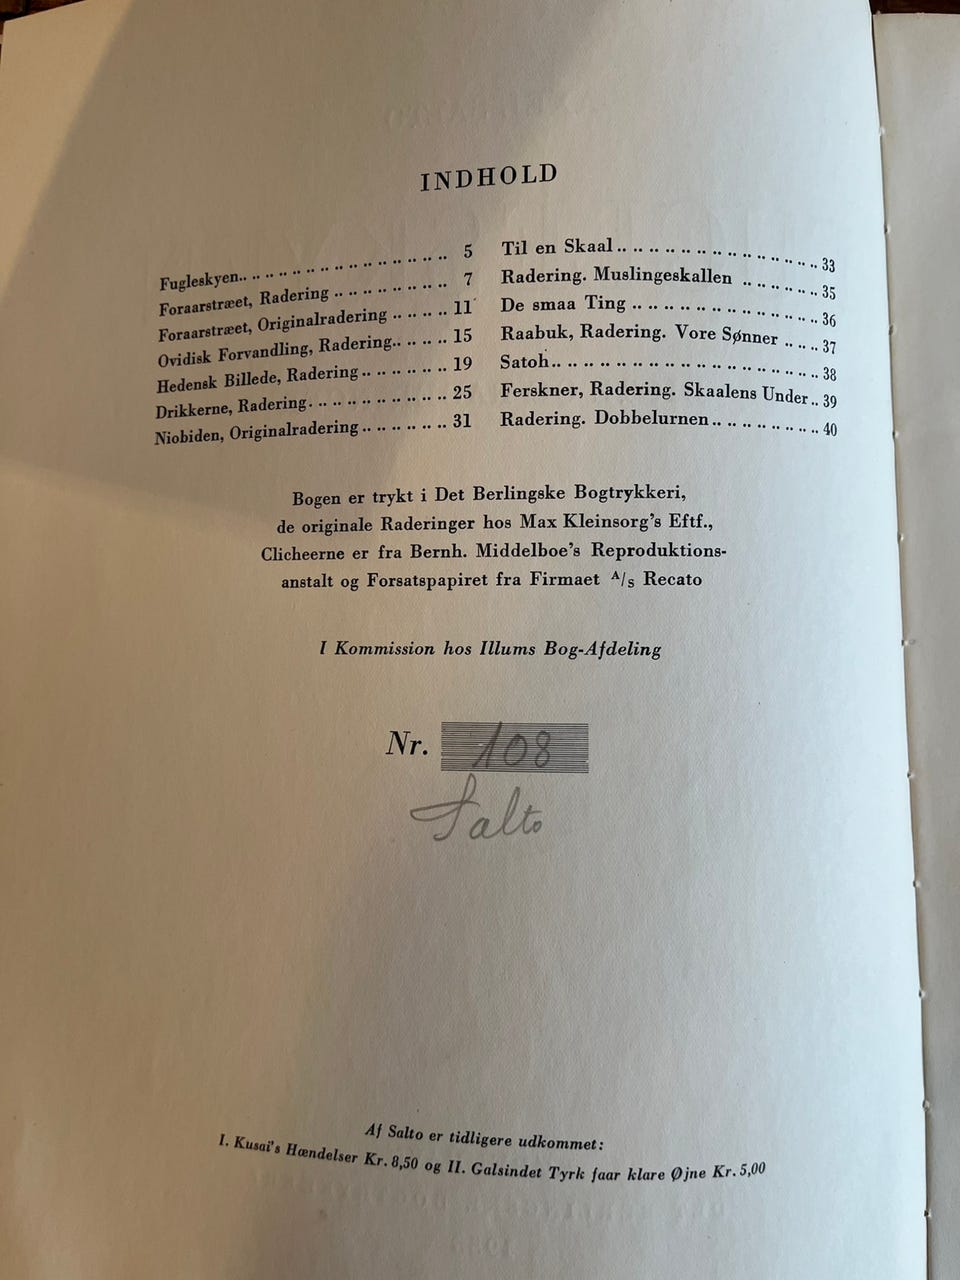 INDHOLD
Fugleskyen.. .. .. .. .. .. .. .. .. .. .. .. .. .. 5
Foraarstræet, Radering .. .. .. .. .. .. .. .. 7
Foraarstræet, Originalradering .. .. .. .. 11
Ovidisk Forvandling, Radering.. .. .. .. 15
Hedensk Billede, Radering .. .. .. .. .. .. 19
Drikkerne, Radering. .. .. .. .. .. .. .. .. .. 25
Niobiden, Originalradering .. .. .. .. .. .. 31
Til en Skaal .. .. .. .. .. .. .. .. .. .. .. .. .. .. 33
Radering. Muslingeskallen .. .. .. .. .. .. 35
De smaa Ting .. .. .. .. .. .. .. .. .. .. .. .. .. 36
Raabuk, Radering. Vore Sønner .. .. .. 37
Satoh.. .. .. .. .. .. .. .. .. .. .. .. .. .. .. .. .. .. 38
Ferskner, Radering. Skaalens Under .. 39
Radering. Dobbelurnen .. .. .. .. .. .. .. .. 40
Bogen er trykt i Det Berlingske Bogtrykkeri,
de originale Raderinger hos Max Kleinsorg's Eftf.,
Clicheerne er fra Bernh. Middelboe's Reproduktions-
anstalt og Forsatspapiret fra Firmaet A/s Recato
I Kommission hos Illums Bog-Afdeling
Nr. 108
Salto
Af Salto er tidligere udkommet:
I. Kusai's Hændelser Kr. 8,50 og II. Galsindet Tyrk faar klare Øjne Kr. 5,00